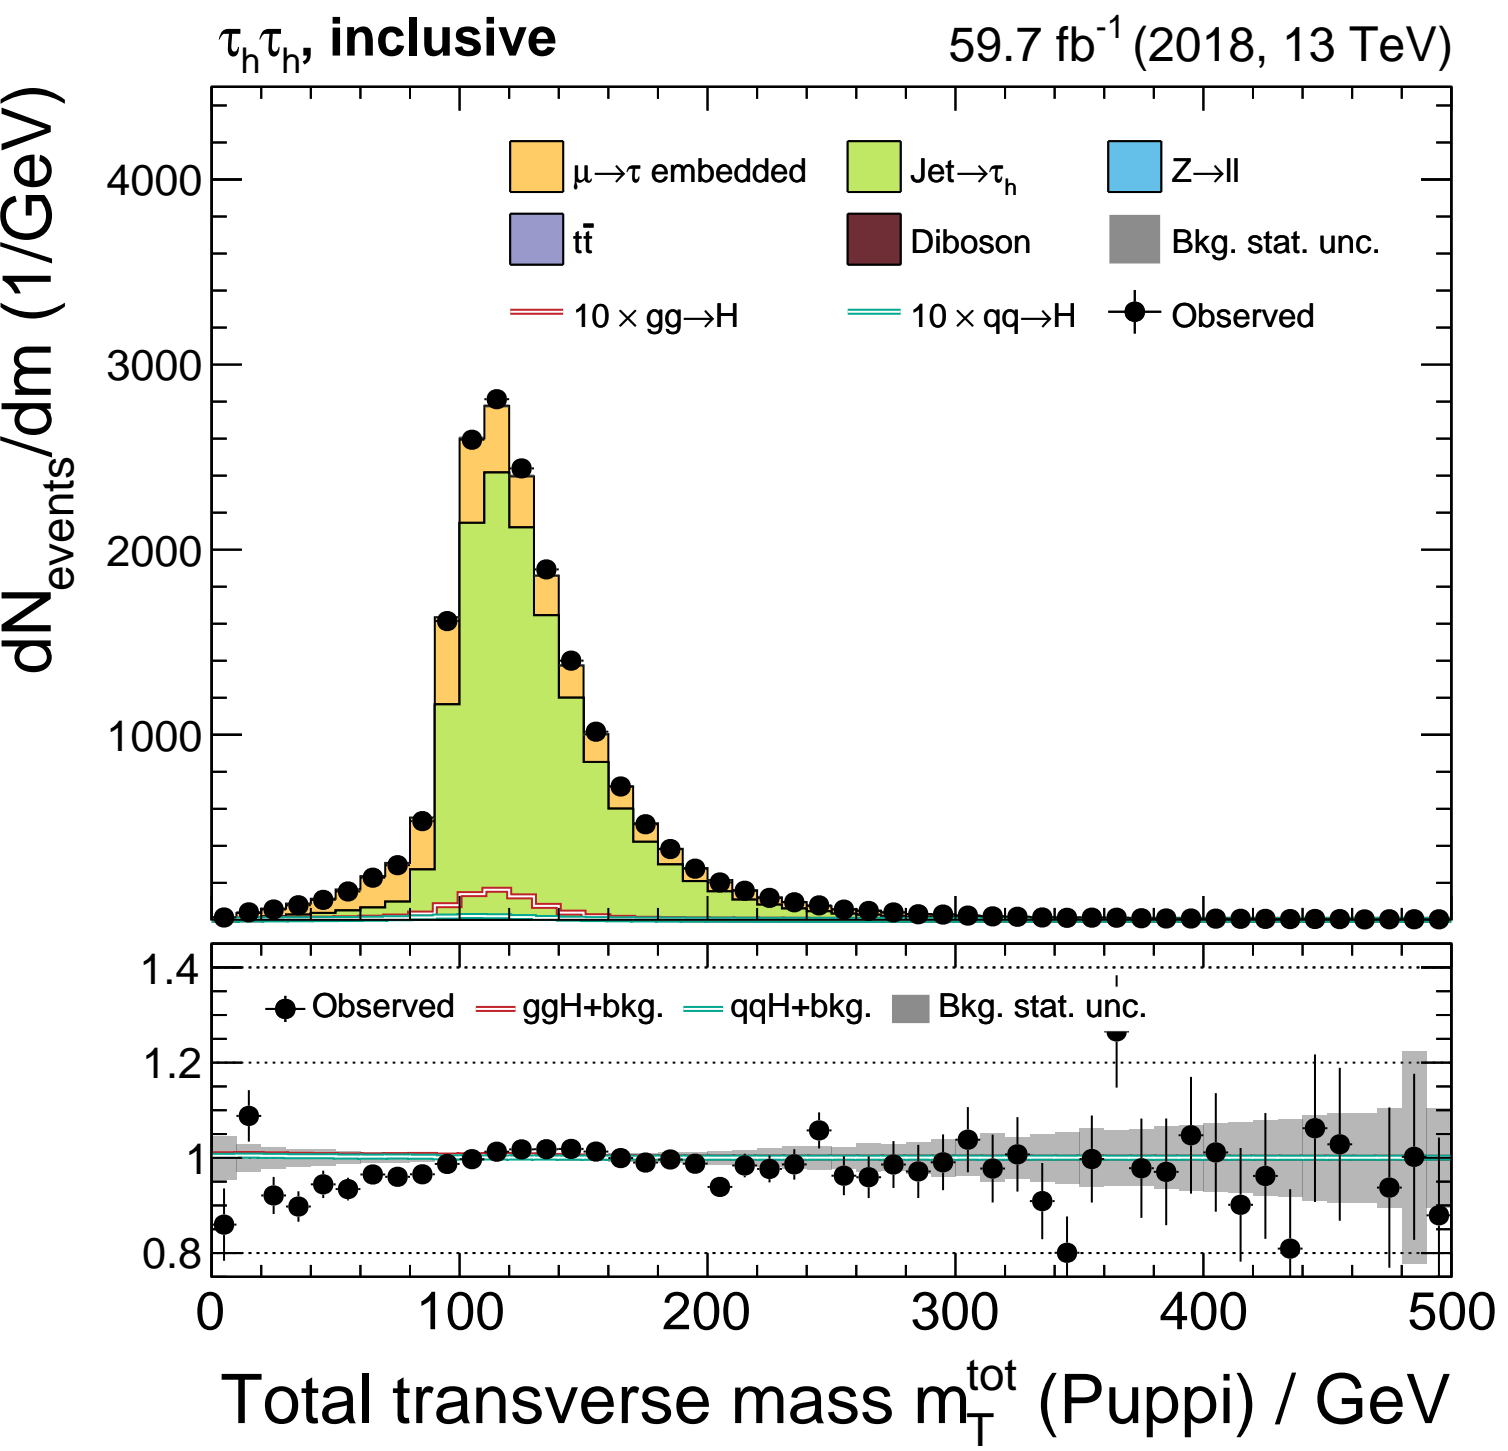 τhτh, inclusive 59.7 fb-1 (2018, 13 TeV)
dNevents/dm (1/GeV)
4000
3000
2000
1000
μ→τ embedded Jet→τh Z→ll
tt̄ Diboson Bkg. stat. unc.
10 × gg→H 10 × qq→H Observed
1.4
1.2
1
0.8
Observed ggH+bkg. qqH+bkg. Bkg. stat. unc.
0 100 200 300 400 500
Total transverse mass mTtot (Puppi) / GeV